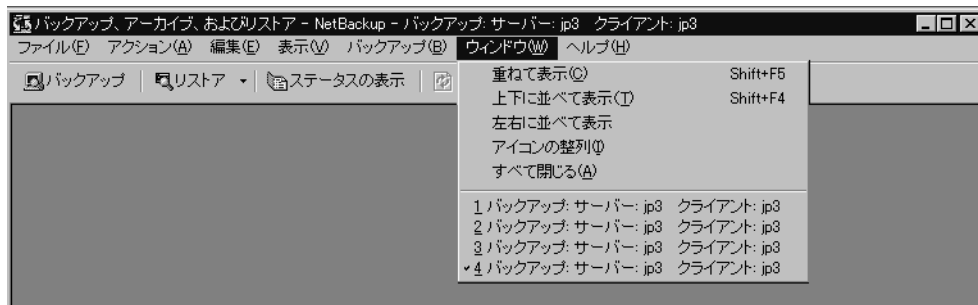 バックアップ、アーカイブ、およびリストア - NetBackup - バックアップ: サーバー: jp3 クライアント: jp3
ファイル(F) アクション(A) 編集(E) 表示(V) バックアップ(B) ウィンドウ(W) ヘルプ(H)
バックアップ リストア ステータスの表示
重ねて表示(C) Shift+F5
上下に並べて表示(T) Shift+F4
左右に並べて表示
アイコンの整列(I)
すべて閉じる(A)
1 バックアップ: サーバー: jp3 クライアント: jp3
2 バックアップ: サーバー: jp3 クライアント: jp3
3 バックアップ: サーバー: jp3 クライアント: jp3
4 バックアップ: サーバー: jp3 クライアント: jp3